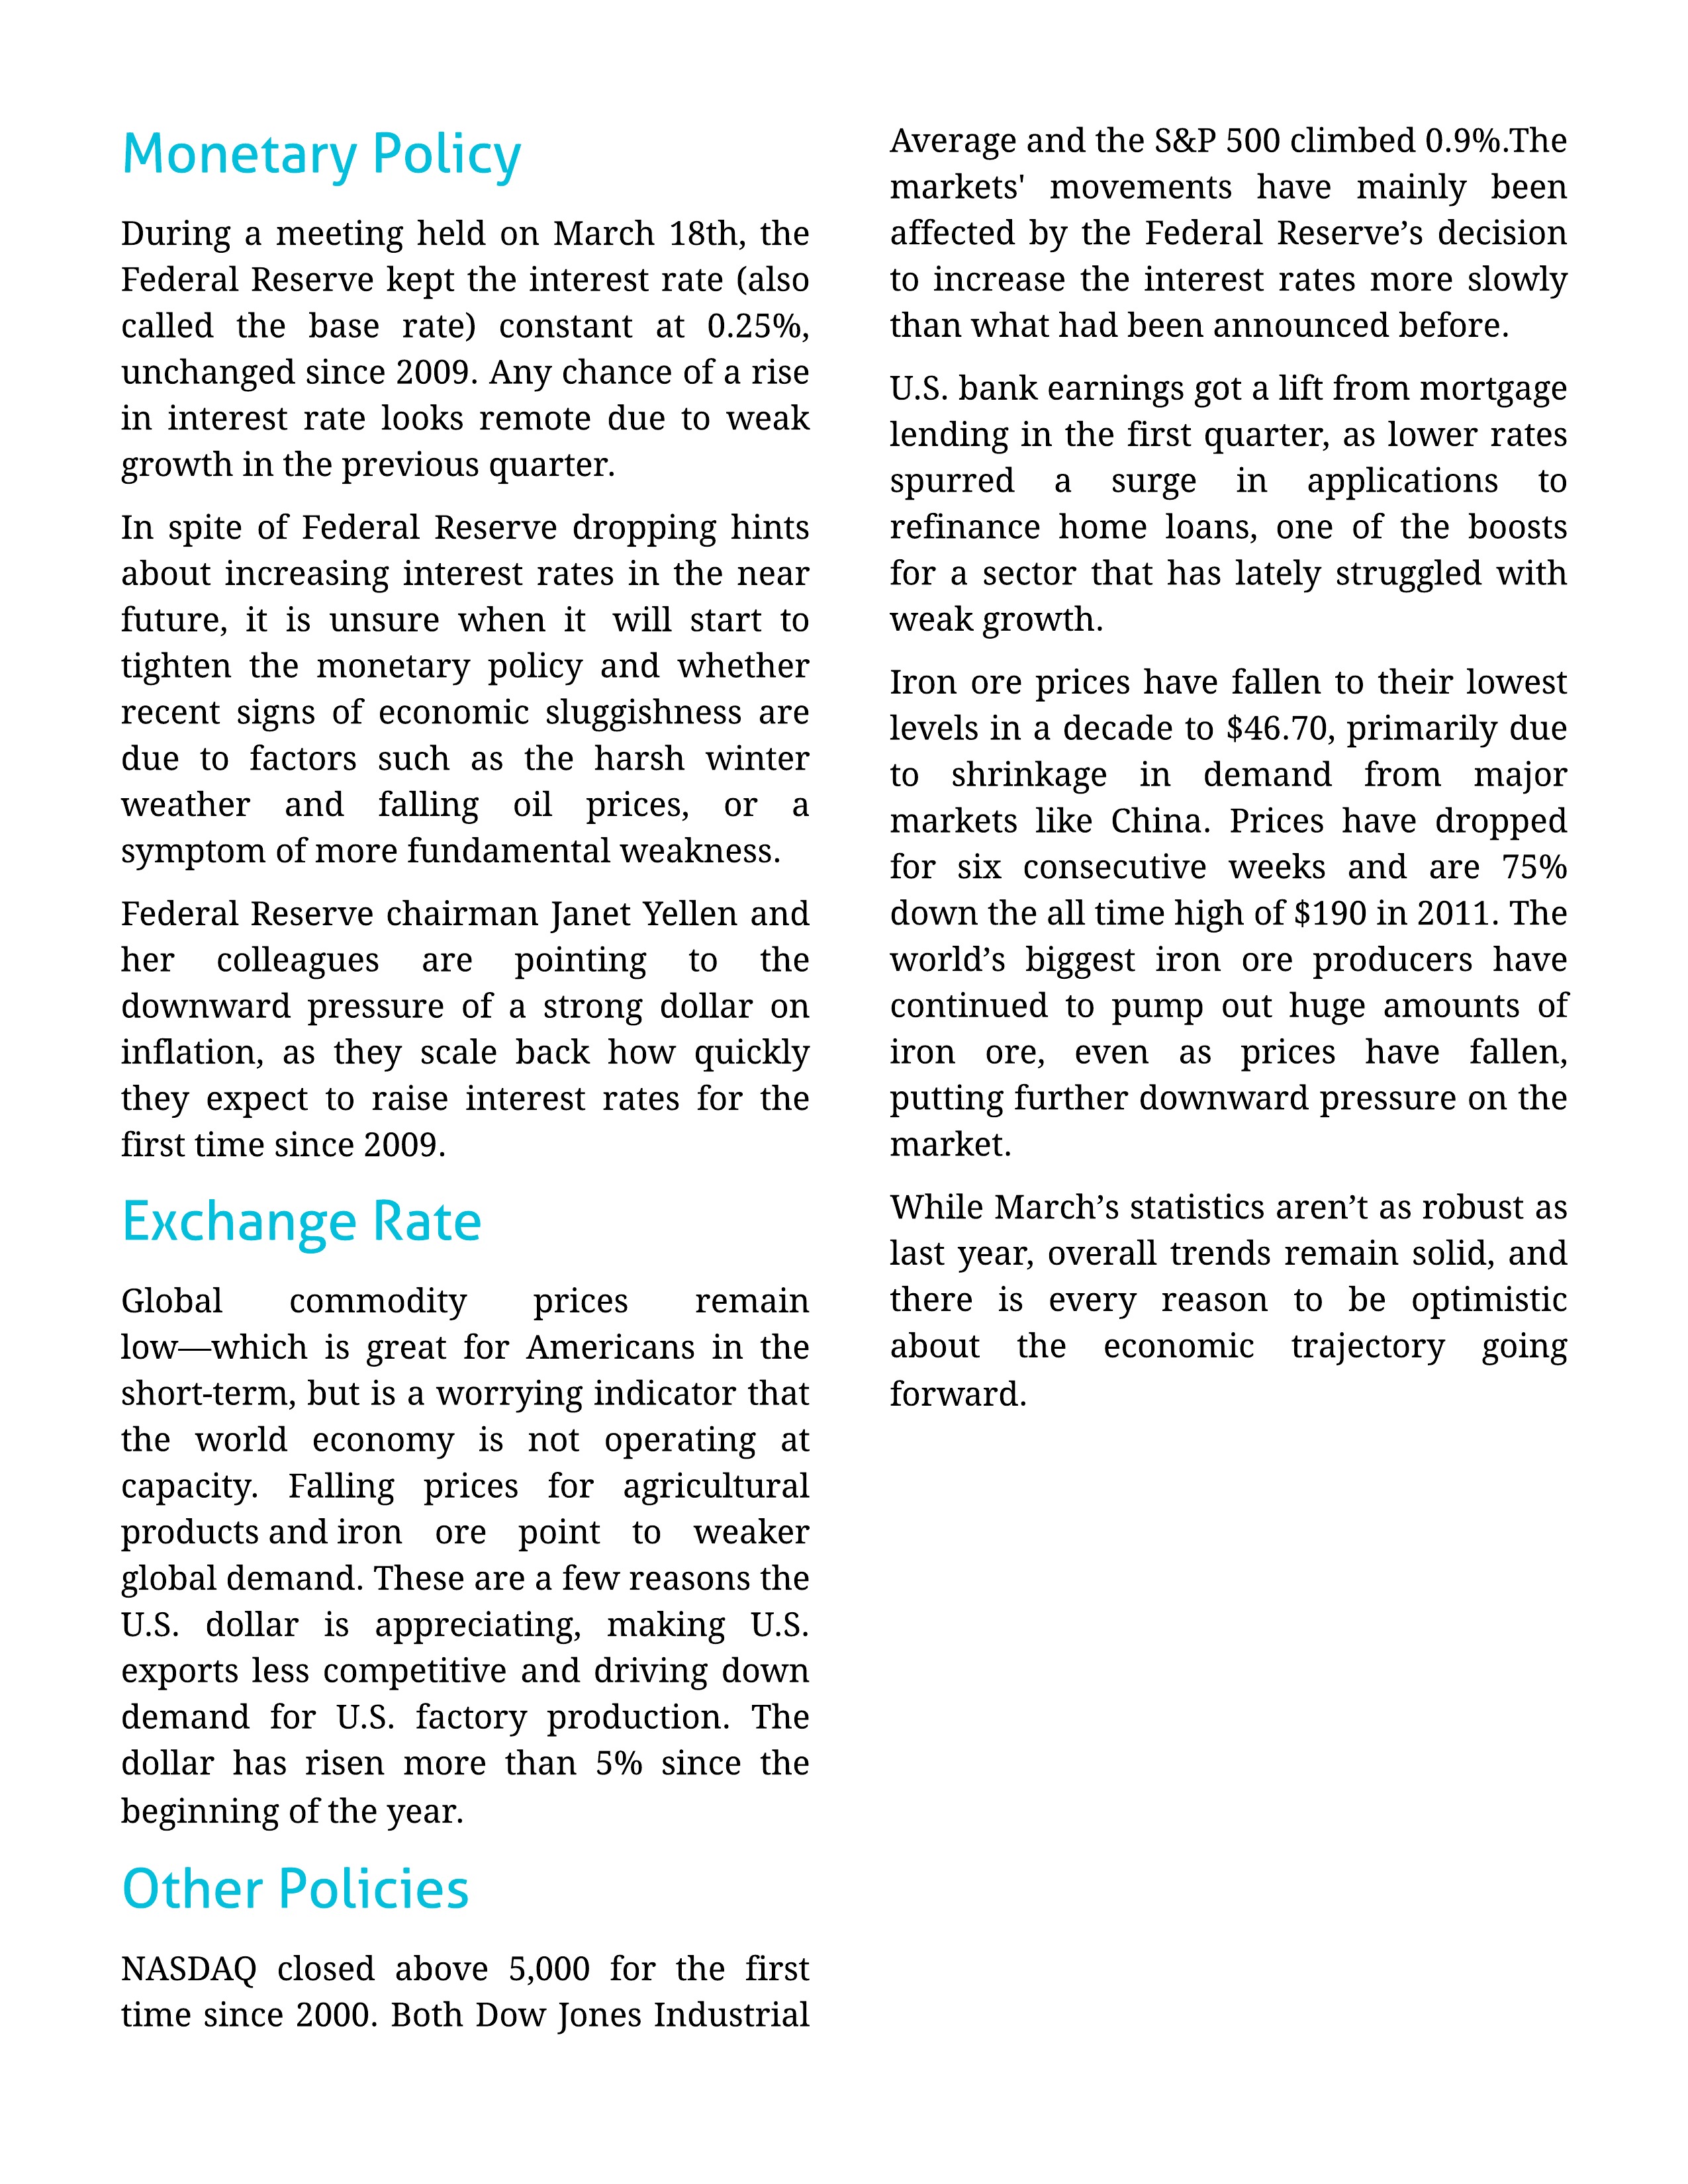 Monetary Policy
During a meeting held on March 18th, the
Federal Reserve kept the interest rate (also
called the base rate) constant at 0.25%,
unchanged since 2009. Any chance of a rise
in interest rate looks remote due to weak
growth in the previous quarter.
In spite of Federal Reserve dropping hints
about increasing interest rates in the near
future, it is unsure when it will start to
tighten the monetary policy and whether
recent signs of economic sluggishness are
due to factors such as the harsh winter
weather and falling oil prices, or a
symptom of more fundamental weakness.
Federal Reserve chairman Janet Yellen and
her colleagues are pointing to the
downward pressure of a strong dollar on
inflation, as they scale back how quickly
they expect to raise interest rates for the
first time since 2009.
Exchange Rate
Global commodity prices remain
low—which is great for Americans in the
short-term, but is a worrying indicator that
the world economy is not operating at
capacity. Falling prices for agricultural
products and iron ore point to weaker
global demand. These are a few reasons the
U.S. dollar is appreciating, making U.S.
exports less competitive and driving down
demand for U.S. factory production. The
dollar has risen more than 5% since the
beginning of the year.
Other Policies
NASDAQ closed above 5,000 for the first
time since 2000. Both Dow Jones Industrial
Average and the S&P 500 climbed 0.9%.The
markets' movements have mainly been
affected by the Federal Reserve’s decision
to increase the interest rates more slowly
than what had been announced before.
U.S. bank earnings got a lift from mortgage
lending in the first quarter, as lower rates
spurred a surge in applications to
refinance home loans, one of the boosts
for a sector that has lately struggled with
weak growth.
Iron ore prices have fallen to their lowest
levels in a decade to $46.70, primarily due
to shrinkage in demand from major
markets like China. Prices have dropped
for six consecutive weeks and are 75%
down the all time high of $190 in 2011. The
world’s biggest iron ore producers have
continued to pump out huge amounts of
iron ore, even as prices have fallen,
putting further downward pressure on the
market.
While March’s statistics aren’t as robust as
last year, overall trends remain solid, and
there is every reason to be optimistic
about the economic trajectory going
forward.